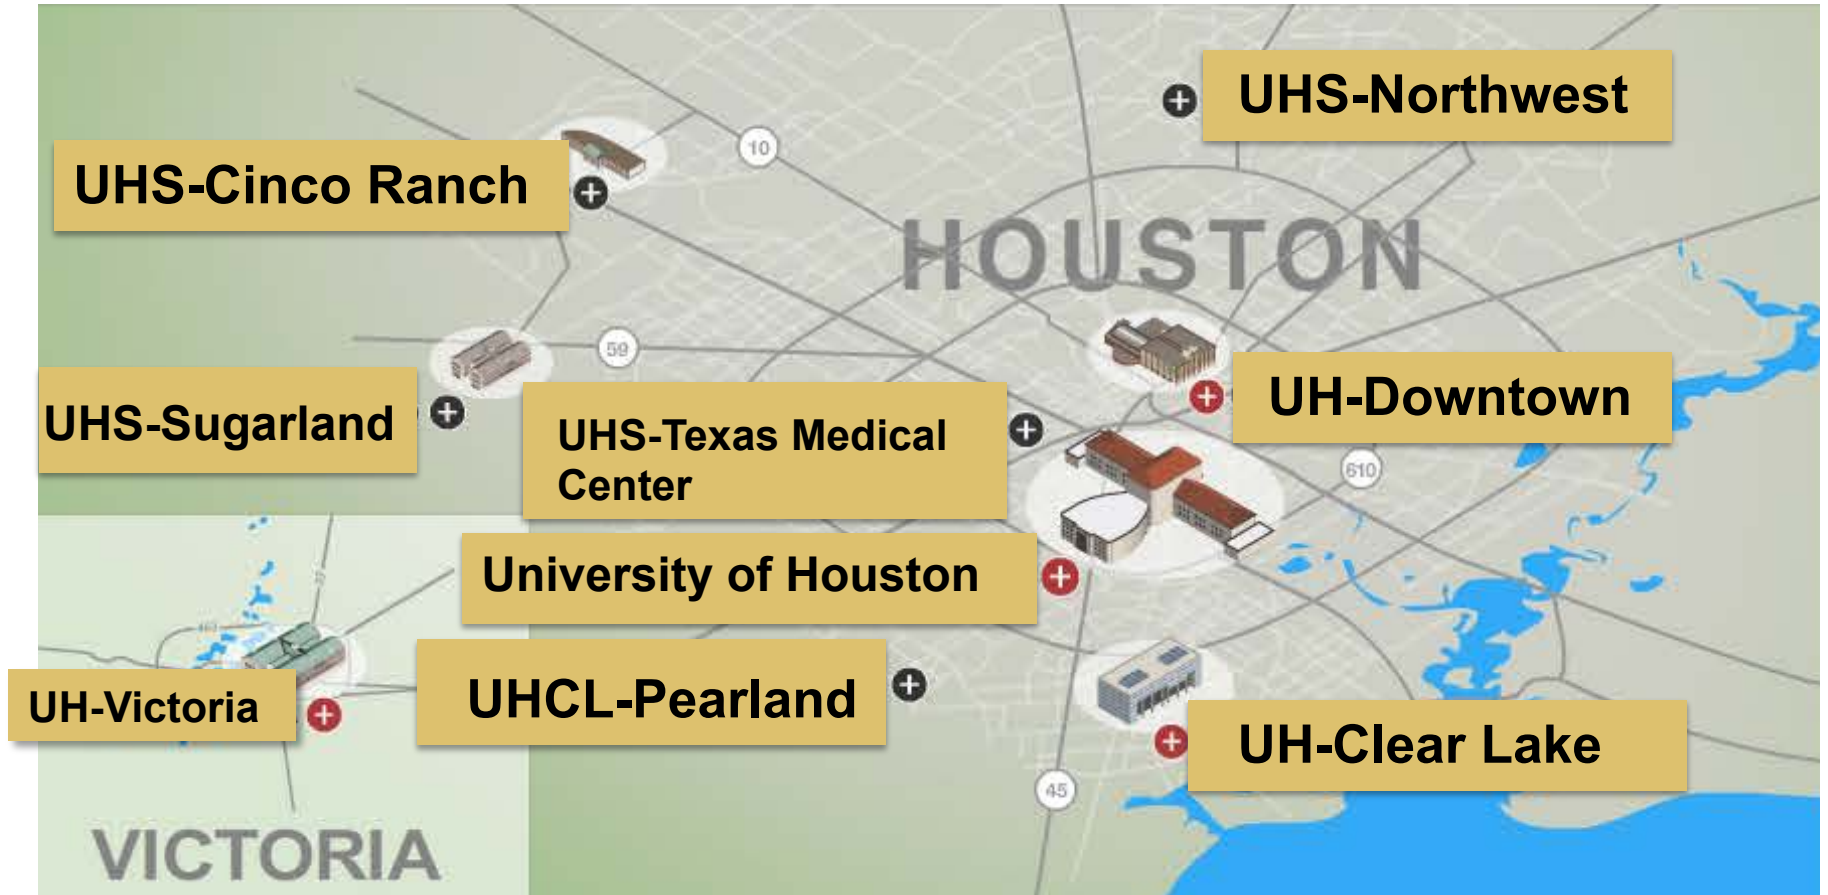 UHS-Northwest
10
UHS-Cinco Ranch
HOUSTON
59
UHS-Sugarland
UH-Downtown
UHS-Texas Medical
Center
610
University of Houston
UHCL-Pearland
UH-Victoria
UH-Clear Lake
45
VICTORIA